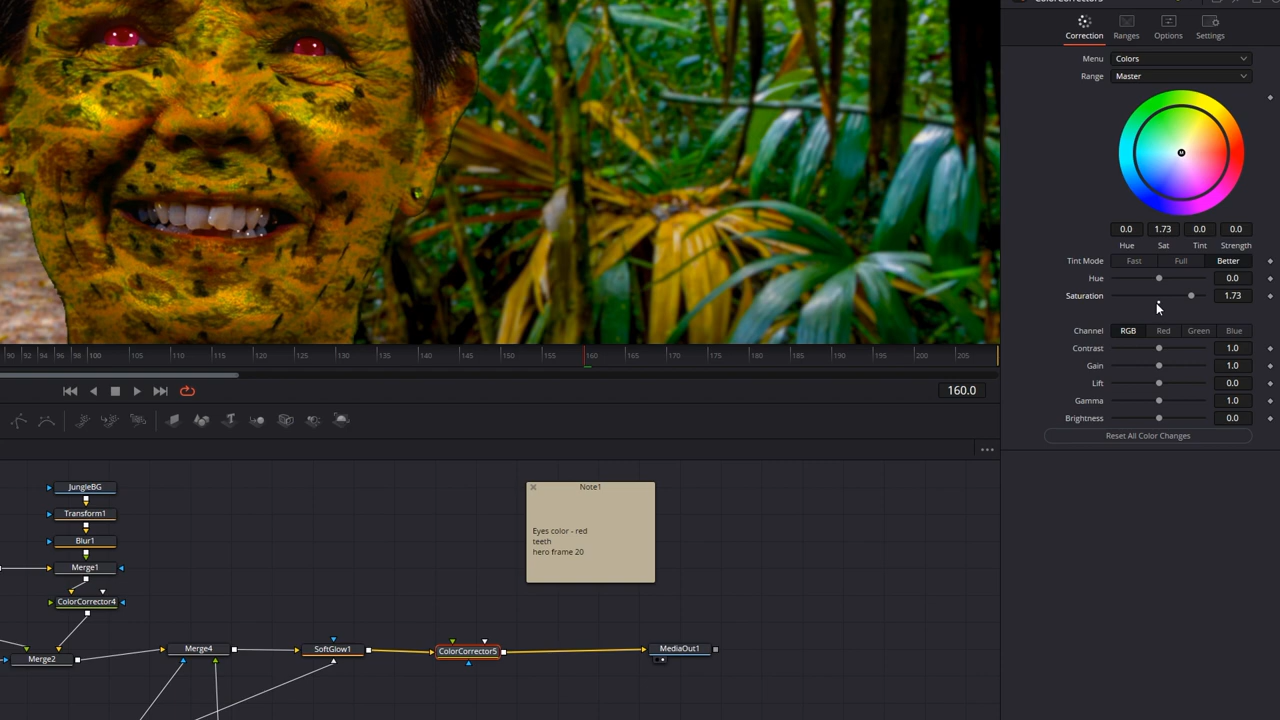 ColorCorrector5
Correction Ranges Options Settings
Menu Colors
Range Master
0.0 1.73 0.0 0.0
Hue Sat Tint Strength
Tint Mode Fast Full Better
Hue 0.0
Saturation 1.73
Channel RGB Red Green Blue
Contrast 1.0
Gain 1.0
Lift 0.0
Gamma 1.0
Brightness 0.0
Reset All Color Changes
90 92 94 96 98 100 105 110 115 120 125 130 135 140 145 150 155 160 165 170 175 180 185 190 195 200 205
160.0
T
JungleBG
Transform1
Blur1
Merge1
ColorCorrector4
Merge2
Merge4
SoftGlow1
ColorCorrector5
MediaOut1
Note1
Eyes color - red
teeth
hero frame 20